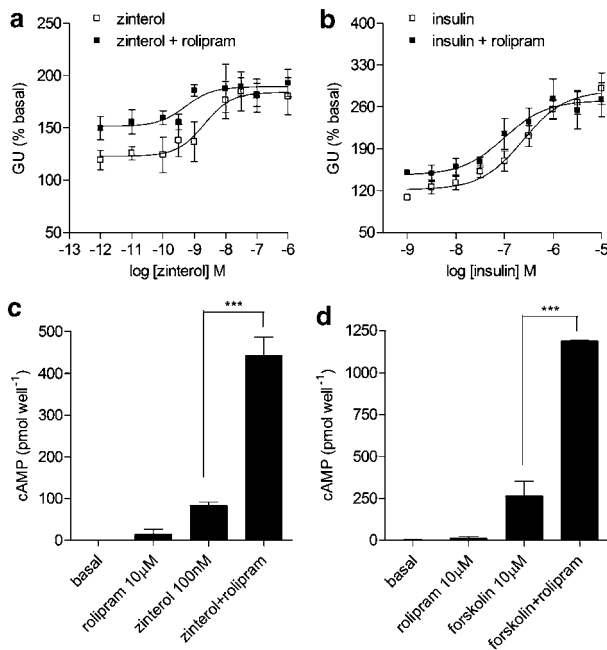 a
zinterol
zinterol + rolipram
GU (% basal)
250
200
150
100
50
-13 -12 -11 -10 -9 -8 -7 -6
log [zinterol] M
b
insulin
insulin + rolipram
GU (% basal)
400
330
260
190
120
50
-9 -8 -7 -6 -5
log [insulin] M
c
cAMP (pmol well⁻¹)
500
400
300
200
100
0
***
basal
rolipram 10µM
zinterol 100nM
zinterol+rolipram
d
cAMP (pmol well⁻¹)
1250
1000
750
500
250
0
***
basal
rolipram 10µM
forskolin 10µM
forskolin+rolipram